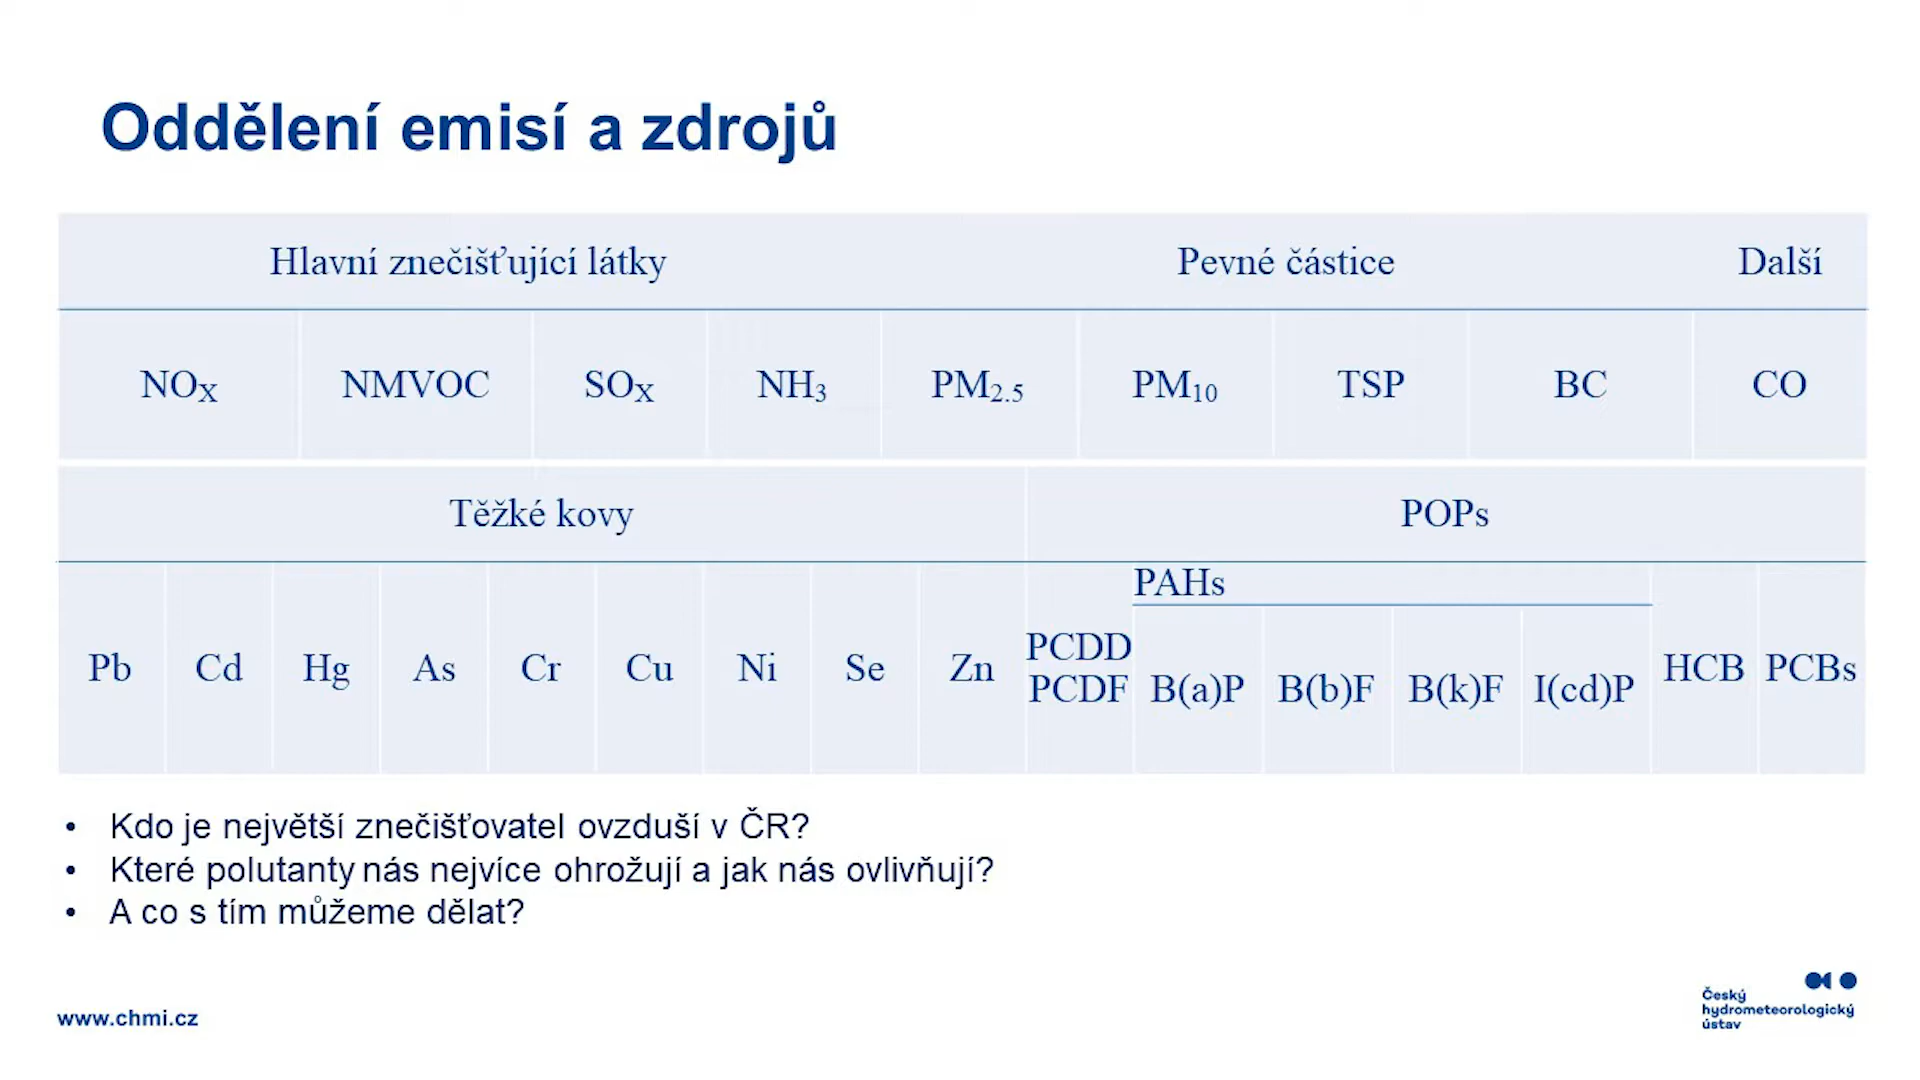 Oddělení emisí a zdrojů
Hlavní znečišťující látky Pevné částice Další
NOX NMVOC SOX NH3 PM2.5 PM10 TSP BC CO
Těžké kovy POPs
PAHs
Pb Cd Hg As Cr Cu Ni Se Zn PCDD PCDF B(a)P B(b)F B(k)F I(cd)P HCB PCBs
• Kdo je největší znečišťovatel ovzduší v ČR?
• Které polutanty nás nejvíce ohrožují a jak nás ovlivňují?
• A co s tím můžeme dělat?
www.chmi.cz
Český
hydrometeorologický
ústav